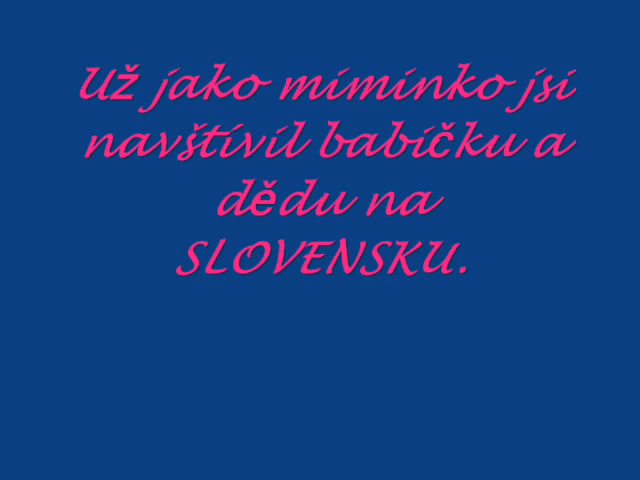 Už jako miminko jsi
navštívil babičku a
dědu na
SLOVENSKU.